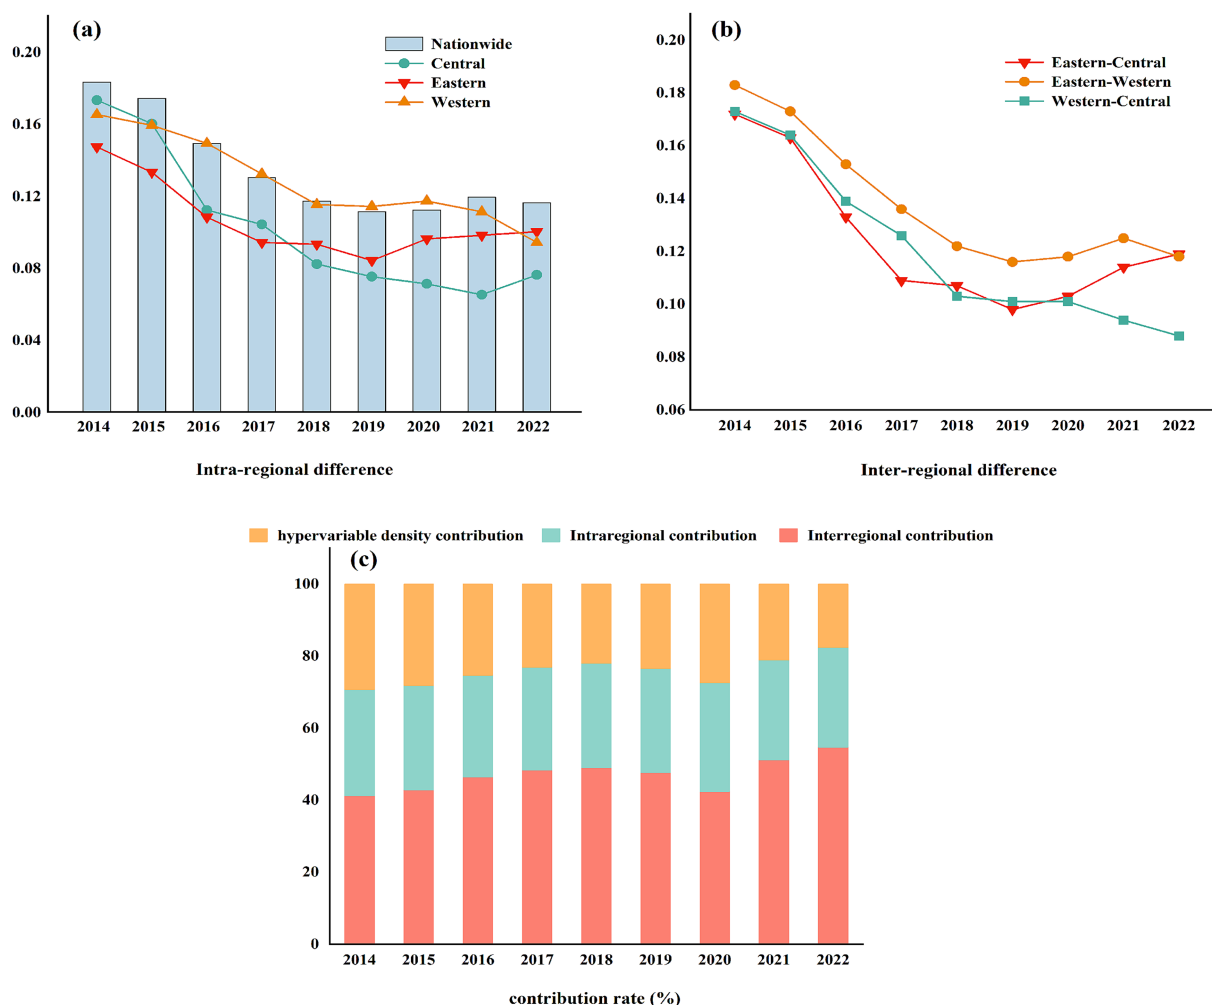 (a)
Nationwide
Central
Eastern
Western
0.20
0.16
0.12
0.08
0.04
0.00
2014 2015 2016 2017 2018 2019 2020 2021 2022
Intra-regional difference
(b)
Eastern-Central
Eastern-Western
Western-Central
0.20
0.18
0.16
0.14
0.12
0.10
0.08
0.06
2014 2015 2016 2017 2018 2019 2020 2021 2022
Inter-regional difference
hypervariable density contribution Intraregional contribution Interregional contribution
(c)
100
80
60
40
20
0
2014 2015 2016 2017 2018 2019 2020 2021 2022
contribution rate (%)